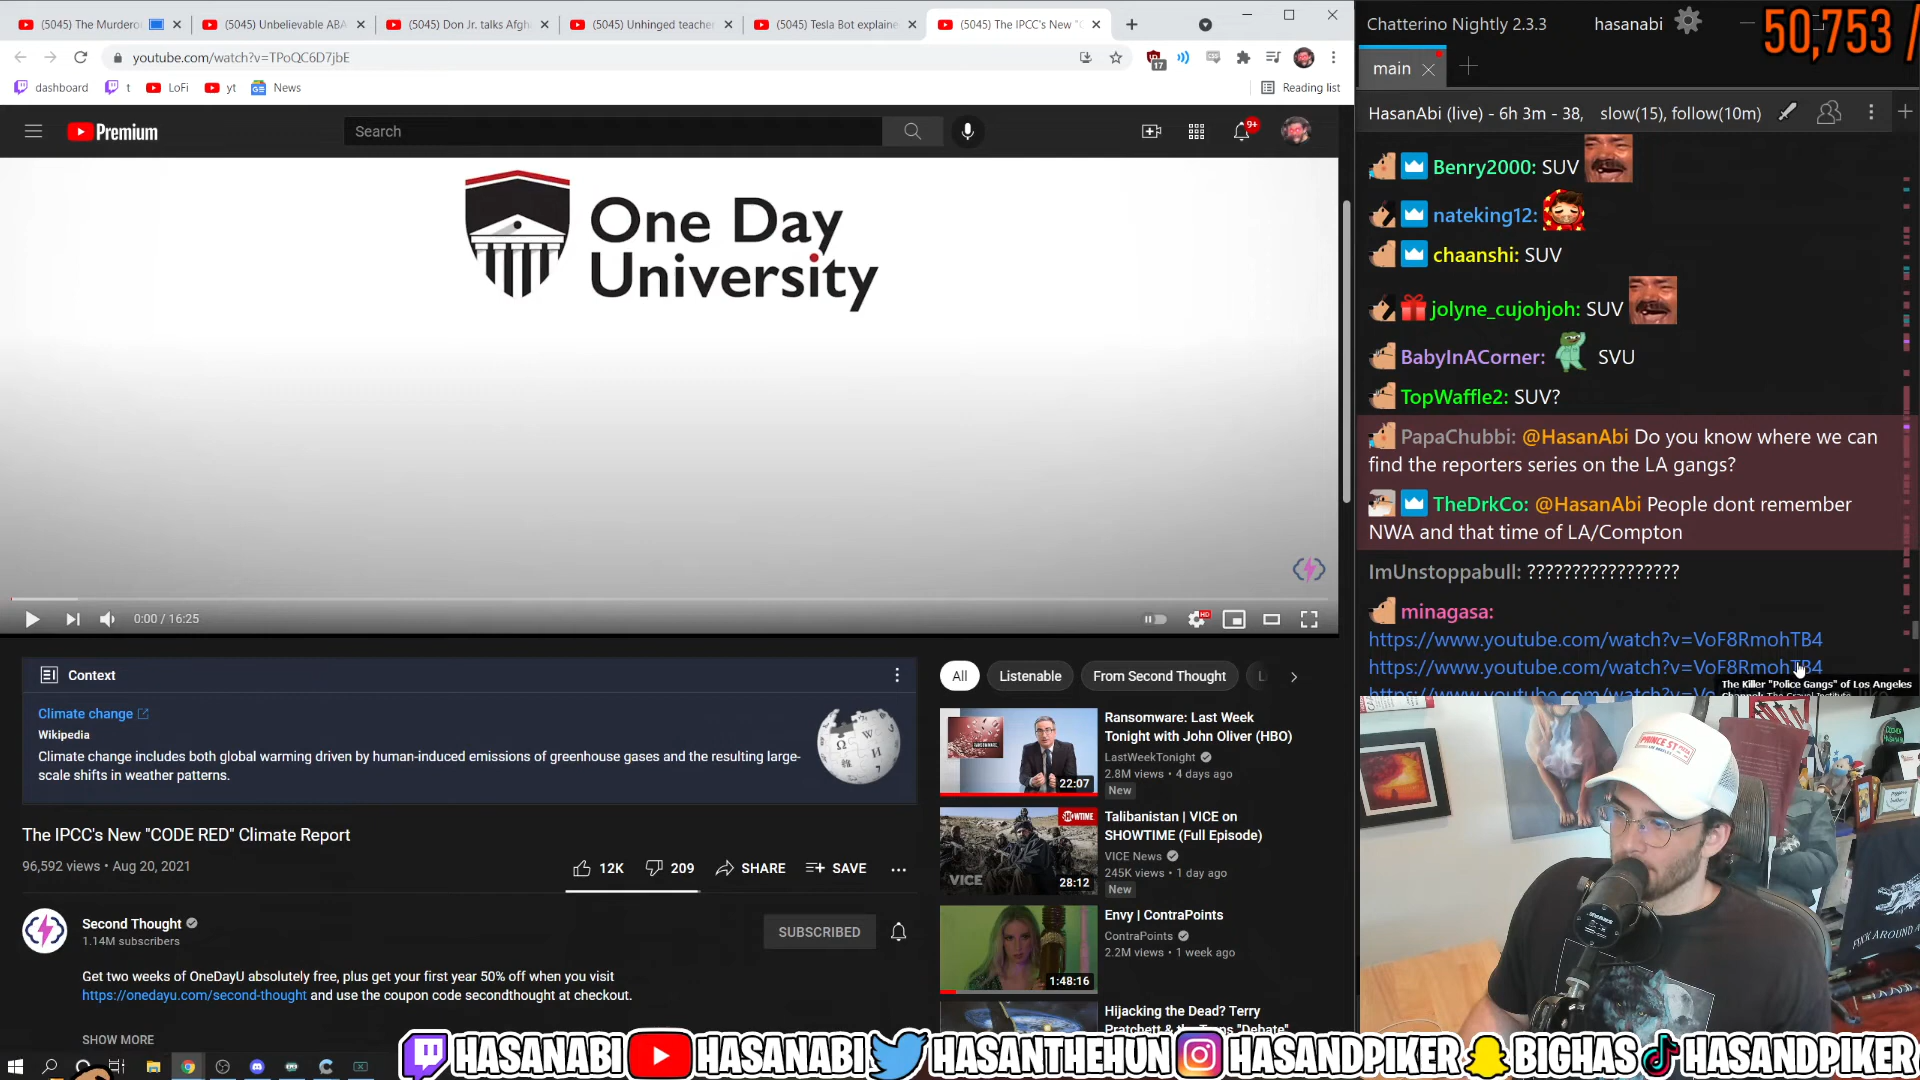 (5045) The Murdero
(5045) Unbelievable ABA
(5045) Don Jr. talks Afgh
(5045) Unhinged teacher
(5045) Tesla Bot explaine
(5045) The IPCC's New "C
youtube.com/watch?v=TPoQC6D7jbE
17
dashboard
t
LoFi
yt
News
Reading list
Premium
Search
9+
One Day
University
0:00 / 16:25
HD
Context
Climate change
Wikipedia
Climate change includes both global warming driven by human-induced emissions of greenhouse gases and the resulting large-
scale shifts in weather patterns.
The IPCC's New "CODE RED" Climate Report
96,592 views • Aug 20, 2021
12K
209
SHARE
SAVE
Second Thought
1.14M subscribers
SUBSCRIBED
Get two weeks of OneDayU absolutely free, plus get your first year 50% off when you visit
https://onedayu.com/second-thought and use the coupon code secondthought at checkout.
SHOW MORE
All
Listenable
From Second Thought
Ransomware: Last Week
Tonight with John Oliver (HBO)
LastWeekTonight
2.8M views • 4 days ago
New
22:07
Talibanistan | VICE on
SHOWTIME (Full Episode)
VICE News
245K views • 1 day ago
New
SHOWTIME
VICE
28:12
Envy | ContraPoints
ContraPoints
2.2M views • 1 week ago
1:48:16
Hijacking the Dead? Terry
Pratchett & the Trans "Debate"
Chatterino Nightly 2.3.3
hasanabi
50,753 /
main
HasanAbi (live) - 6h 3m - 38,
slow(15), follow(10m)
Benry2000: SUV
nateking12:
chaanshi: SUV
jolyne_cujohjoh: SUV
BabyInACorner: SVU
TopWaffle2: SUV?
PapaChubbi: @HasanAbi Do you know where we can
find the reporters series on the LA gangs?
TheDrkCo: @HasanAbi People dont remember
NWA and that time of LA/Compton
ImUnstoppabull: ?????????????????
minagasa:
https://www.youtube.com/watch?v=VoF8RmohTB4
https://www.youtube.com/watch?v=VoF8RmohTB4
The Killer "Police Gangs" of Los Angeles
PRINCE ST
HASANABI
HASANABI
HASANTHEHUN
HASANDPIKER
BIGHAS
HASANDPIKER